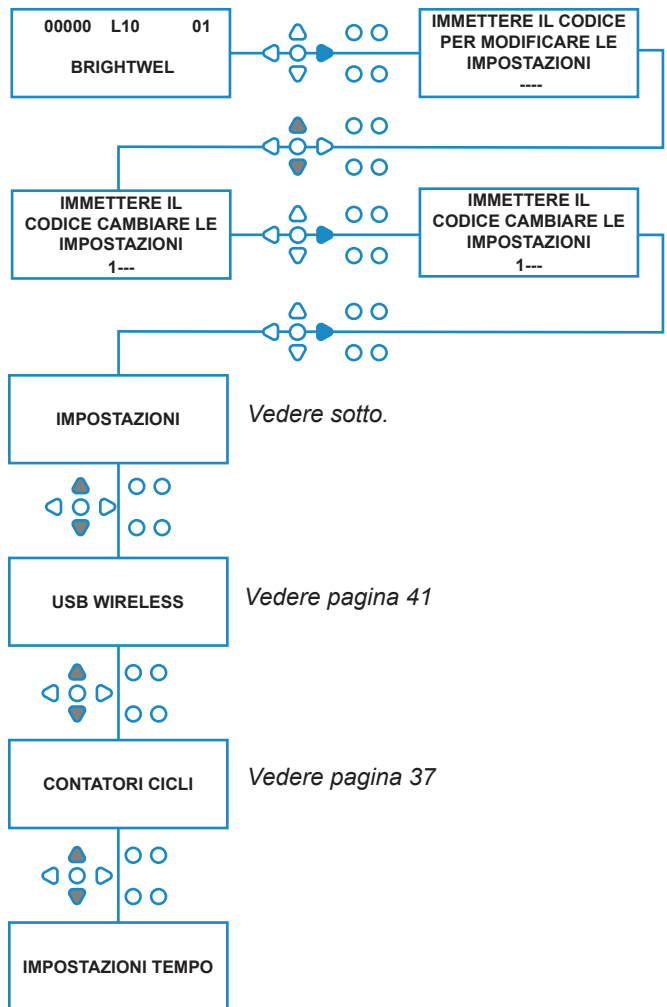 00000 L10 01
BRIGHTWEL
IMMETTERE IL CODICE
PER MODIFICARE LE
IMPOSTAZIONI
----
IMMETTERE IL
CODICE CAMBIARE LE
IMPOSTAZIONI
1---
IMMETTERE IL
CODICE CAMBIARE LE
IMPOSTAZIONI
1---
IMPOSTAZIONI
Vedere sotto.
USB WIRELESS
Vedere pagina 41
CONTATORI CICLI
Vedere pagina 37
IMPOSTAZIONI TEMPO